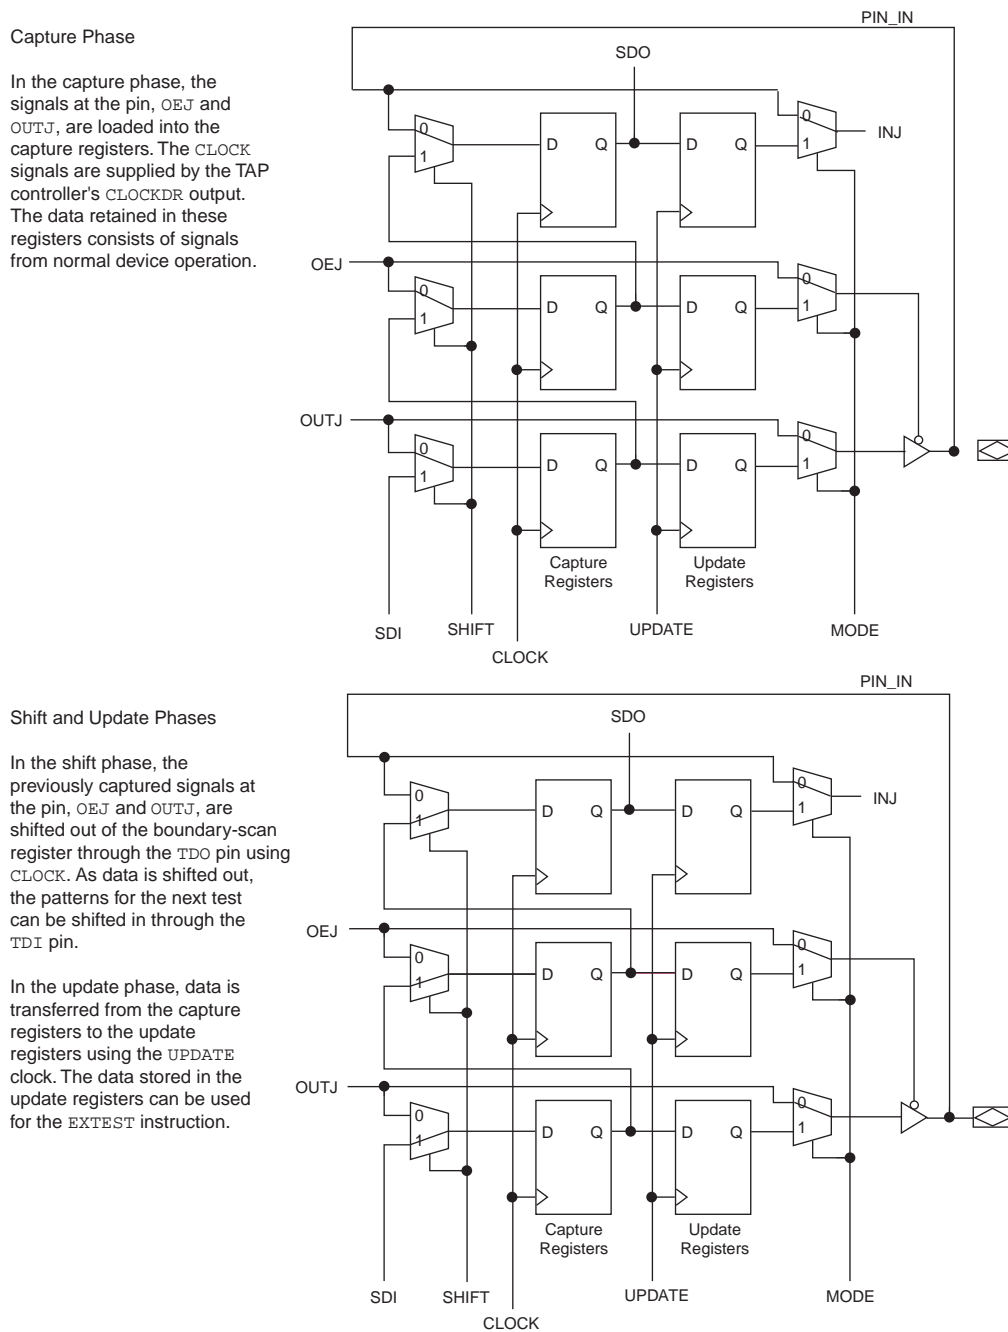 Capture Phase
In the capture phase, the
signals at the pin, OEJ and
OUTJ, are loaded into the
capture registers. The CLOCK
signals are supplied by the TAP
controller's CLOCKDR output.
The data retained in these
registers consists of signals
from normal device operation.
PIN_IN
SDO
0
1
D Q
D Q
0
1
INJ
OEJ
0
1
D Q
D Q
0
1
OUTJ
0
1
D Q
D Q
0
1
Capture
Registers
Update
Registers
SDI
SHIFT
CLOCK
UPDATE
MODE
Shift and Update Phases
In the shift phase, the
previously captured signals at
the pin, OEJ and OUTJ, are
shifted out of the boundary-scan
register through the TDO pin using
CLOCK. As data is shifted out,
the patterns for the next test
can be shifted in through the
TDI pin.
In the update phase, data is
transferred from the capture
registers to the update
registers using the UPDATE
clock. The data stored in the
update registers can be used
for the EXTEST instruction.
PIN_IN
SDO
0
1
D Q
D Q
0
1
INJ
OEJ
0
1
D Q
D Q
0
1
OUTJ
0
1
D Q
D Q
0
1
Capture
Registers
Update
Registers
SDI
SHIFT
CLOCK
UPDATE
MODE